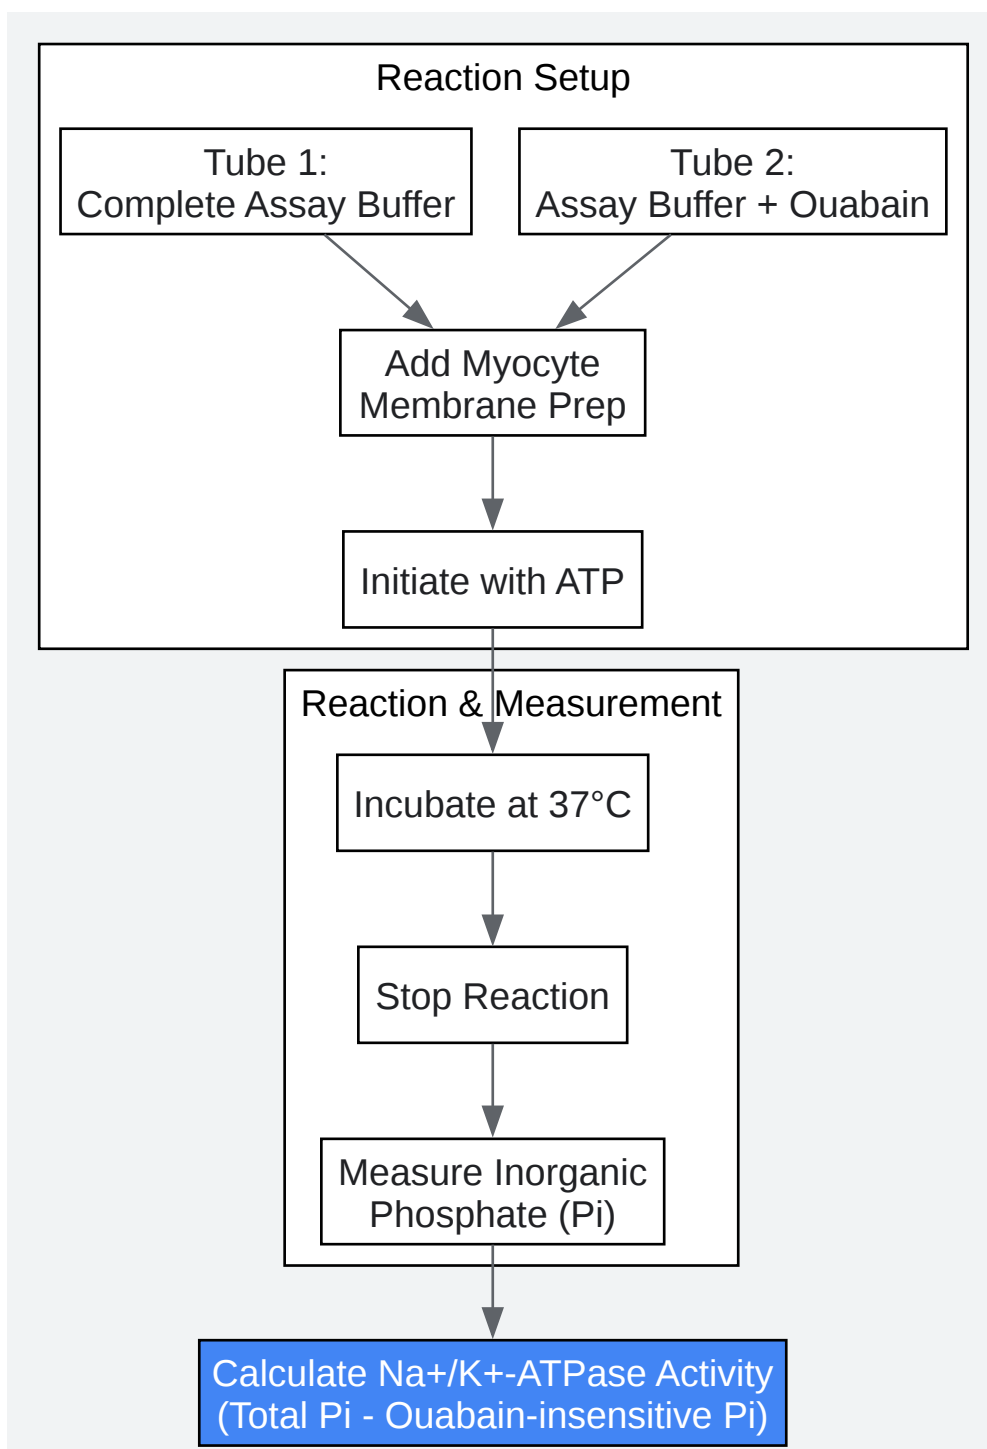 Reaction Setup
Tube 1:
Complete Assay Buffer
Tube 2:
Assay Buffer + Ouabain
Add Myocyte
Membrane Prep
Initiate with ATP
Reaction & Measurement
Incubate at 37°C
Stop Reaction
Measure Inorganic
Phosphate (Pi)
Calculate Na+/K+-ATPase Activity
(Total Pi - Ouabain-insensitive Pi)